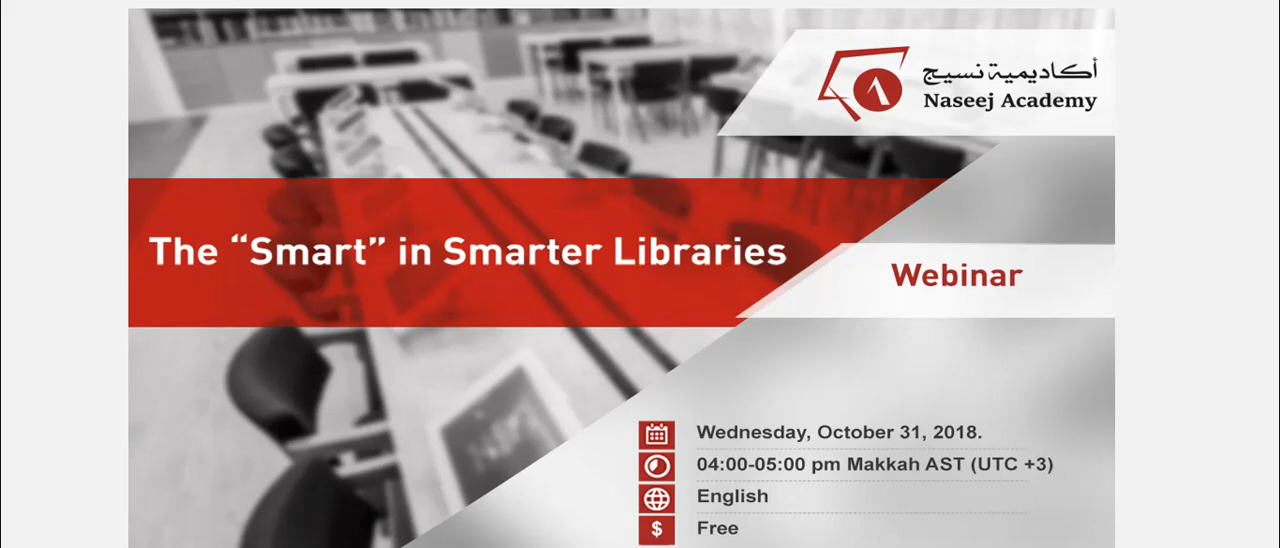 أكاديمية نسيج
Naseej Academy
The “Smart” in Smarter Libraries
Webinar
Wednesday, October 31, 2018.
04:00-05:00 pm Makkah AST (UTC +3)
English
$ Free